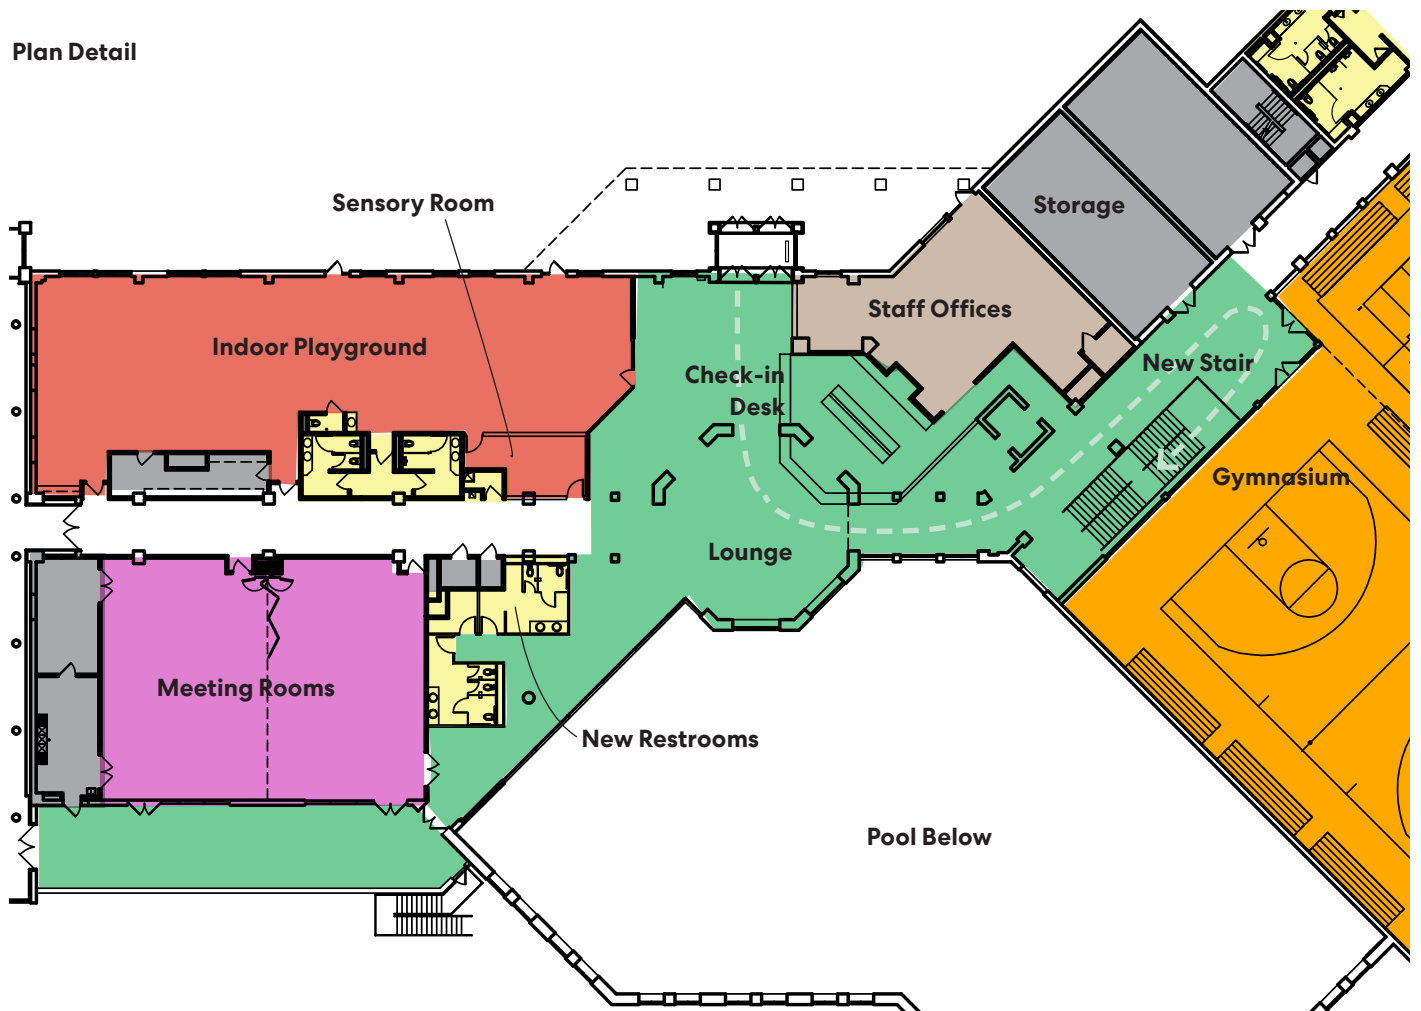 Plan Detail
Sensory Room
Storage
Staff Offices
Indoor Playground
New Stair
Check-in
Desk
Gymnasium
Lounge
Meeting Rooms
New Restrooms
Pool Below